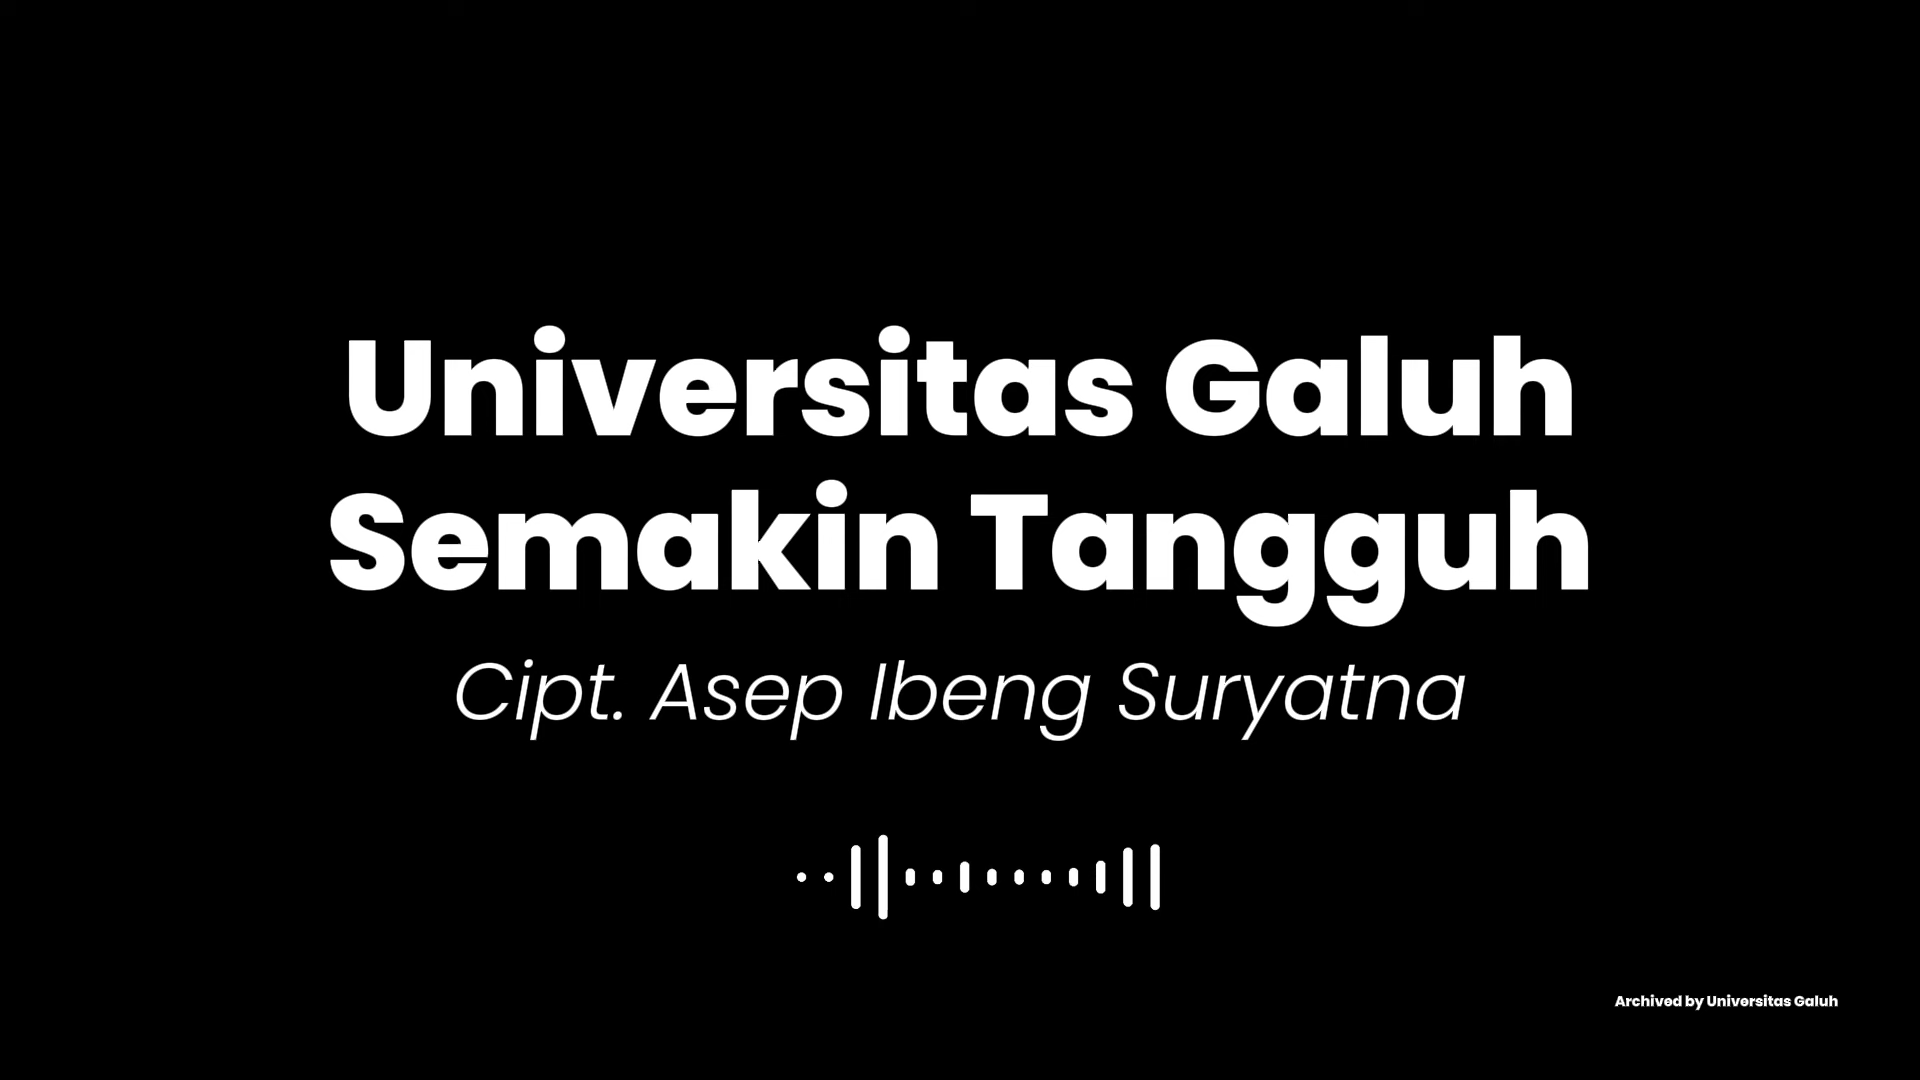 Universitas Galuh
Semakin Tangguh
Cipt. Asep Ibeng Suryatna
Archived by Universitas Galuh